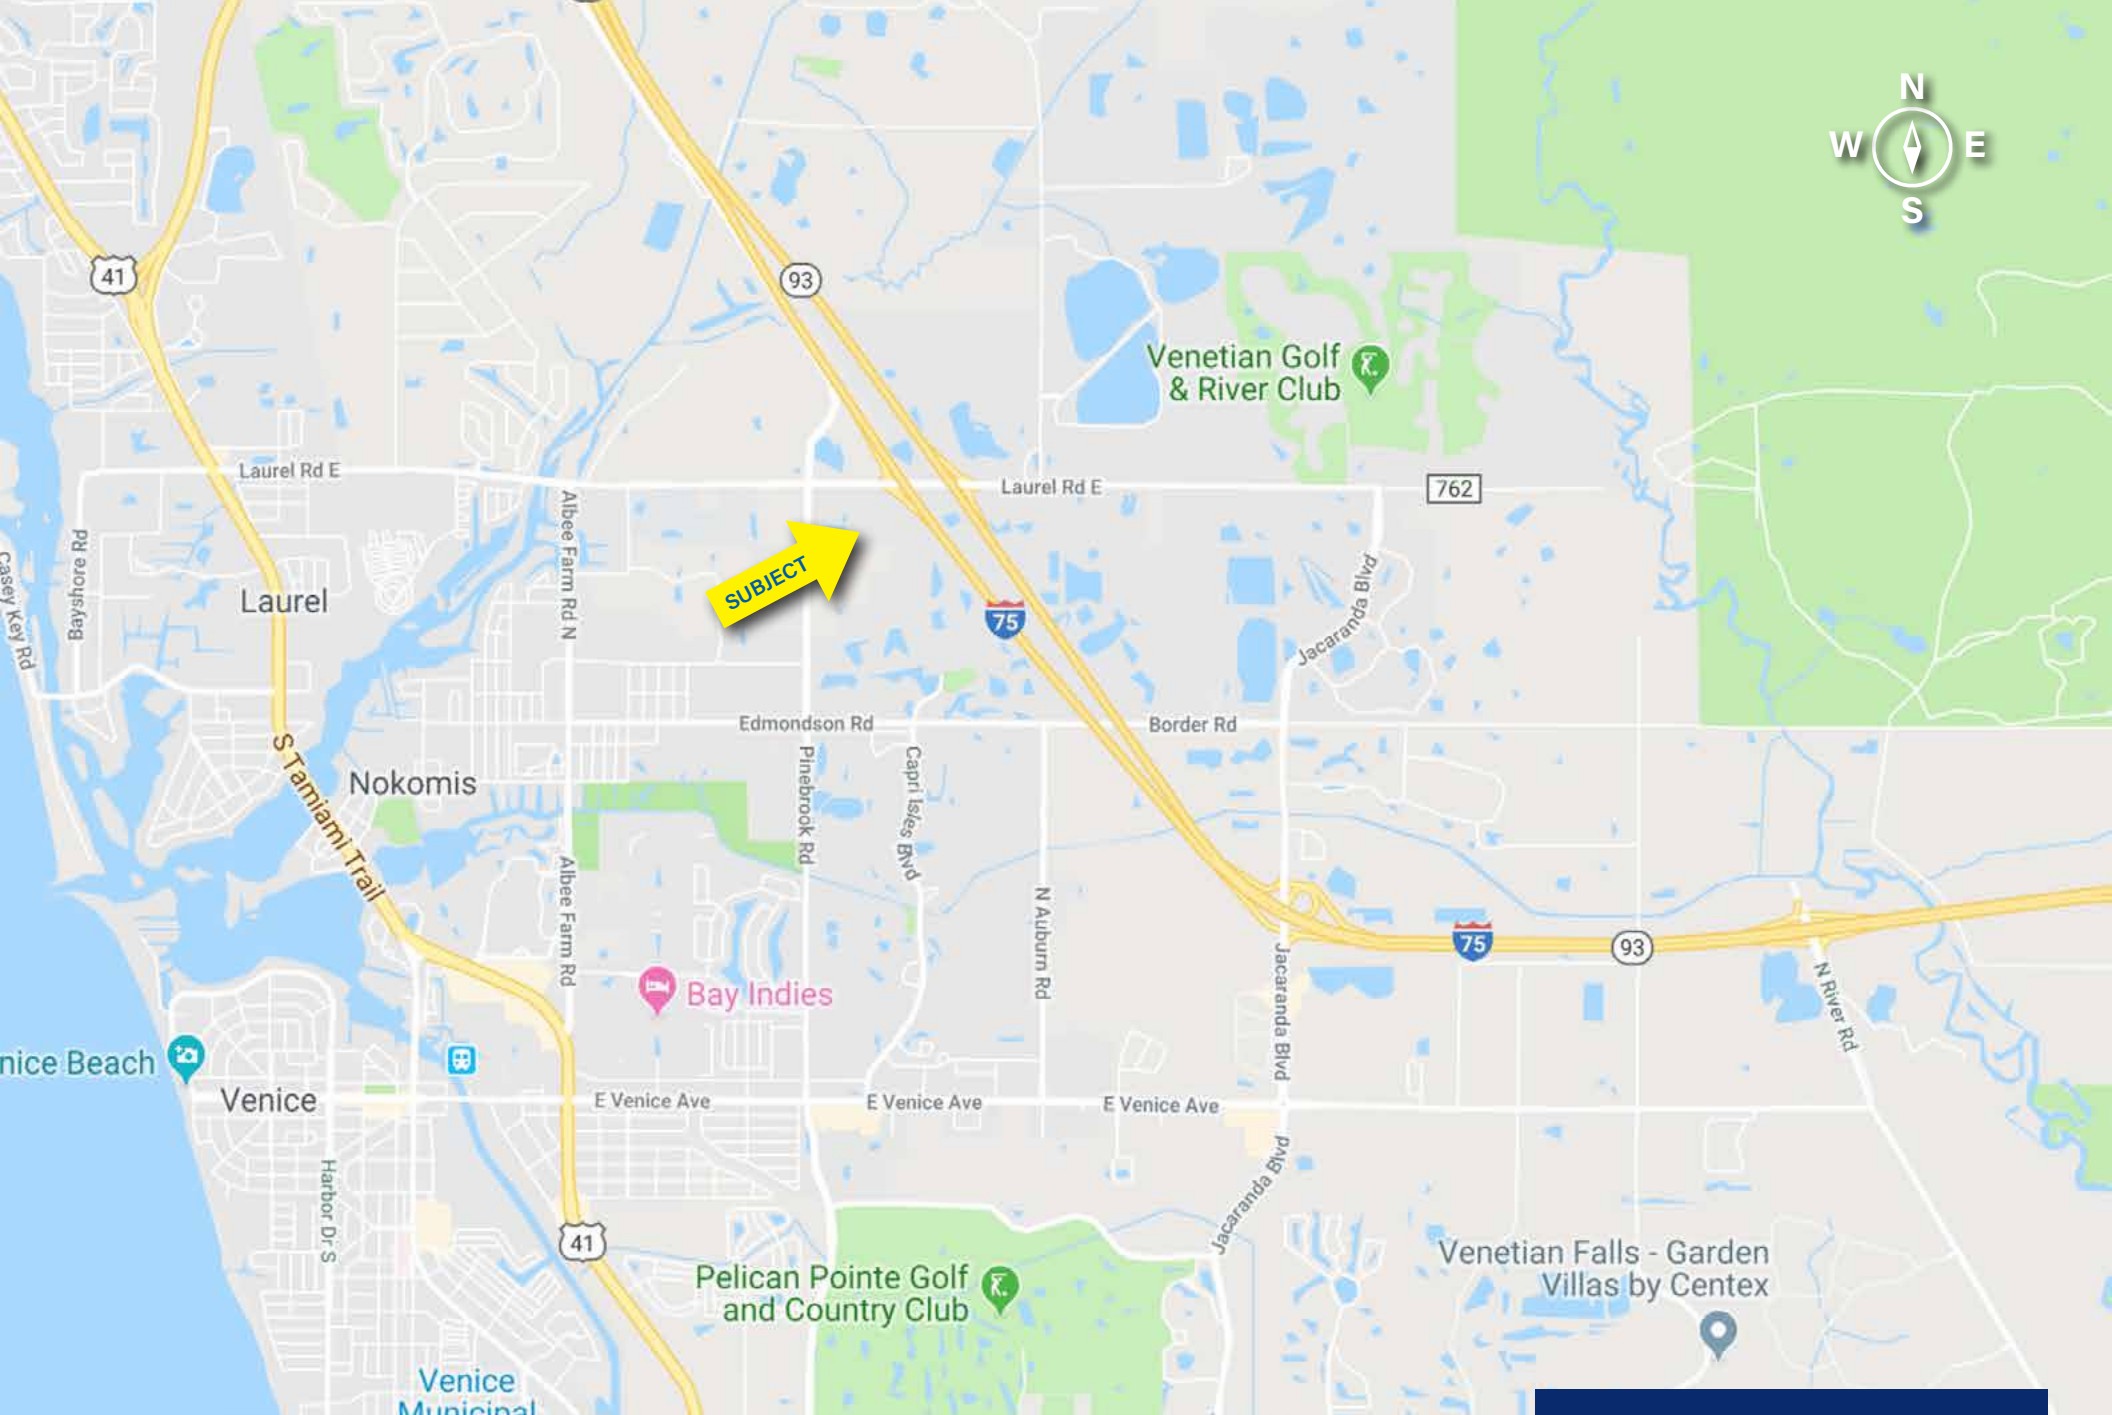 N
W
E
S
41
93
Venetian Golf
& River Club
Laurel Rd E
Laurel Rd E
762
Albee Farm Rd N
Bayshore Rd
Casey Key Rd
SUBJECT
Laurel
75
Jacaranda Blvd
Edmondson Rd
Border Rd
S Tamiami Trail
Nokomis
Pinebrook Rd
Capri Isles Blvd
Albee Farm Rd
N Auburn Rd
75
93
Jacaranda Blvd
N River Rd
Bay Indies
nice Beach
Venice
E Venice Ave
E Venice Ave
E Venice Ave
Harbor Dr S
Jacaranda Blvd
41
Venetian Falls - Garden
Villas by Centex
Pelican Pointe Golf
and Country Club
Venice
Municipal